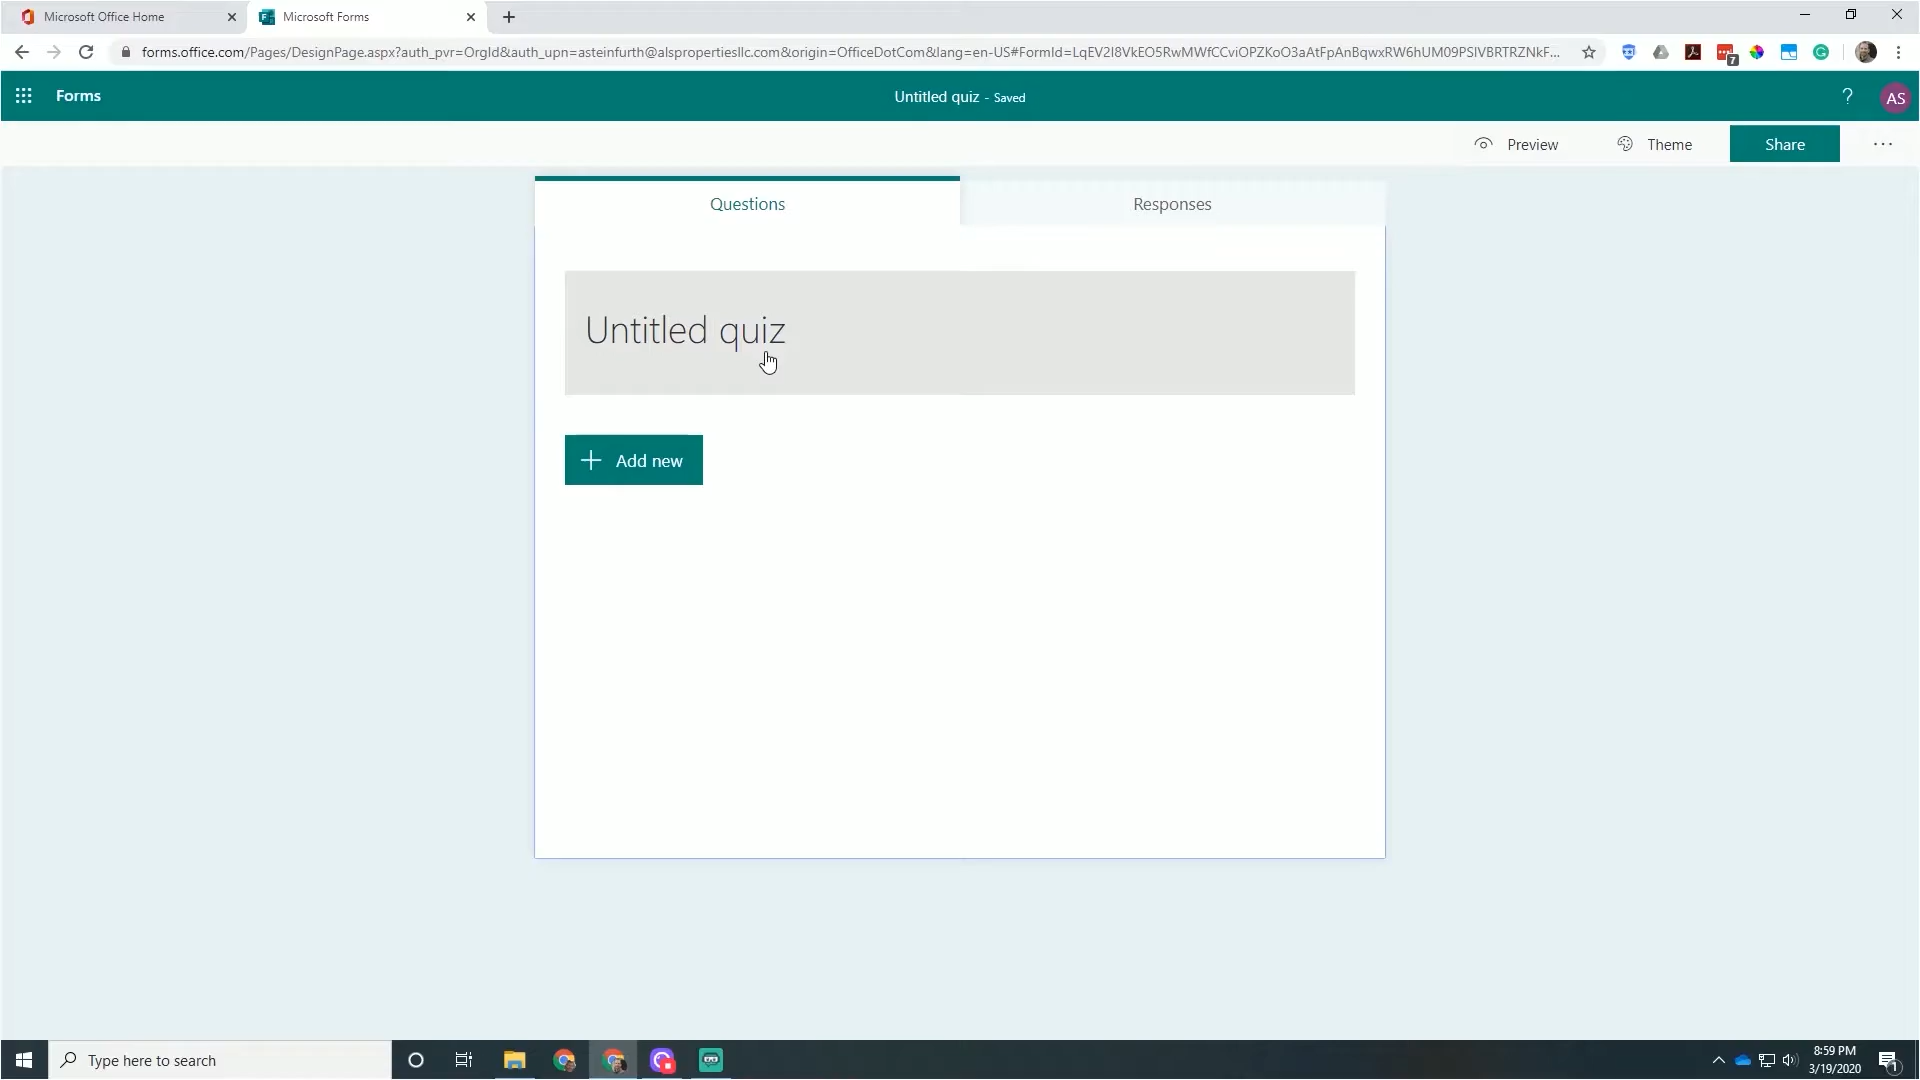 Microsoft Office Home
Microsoft Forms
forms.office.com/Pages/DesignPage.aspx?auth_pvr=OrgId&auth_upn=asteinfurth@alspropertiesllc.com&origin=OfficeDotCom&lang=en-US#FormId=LqEV2I8VkEO5RwMWfCCviOPZKoO3aAtFpAnBqwxRW6hUM09PSlVBRTRZNkF...
7
Forms
Untitled quiz - Saved
?
AS
Preview
Theme
Share
...
Questions
Responses
Untitled quiz
Add new
Type here to search
8:59 PM
3/19/2020
1